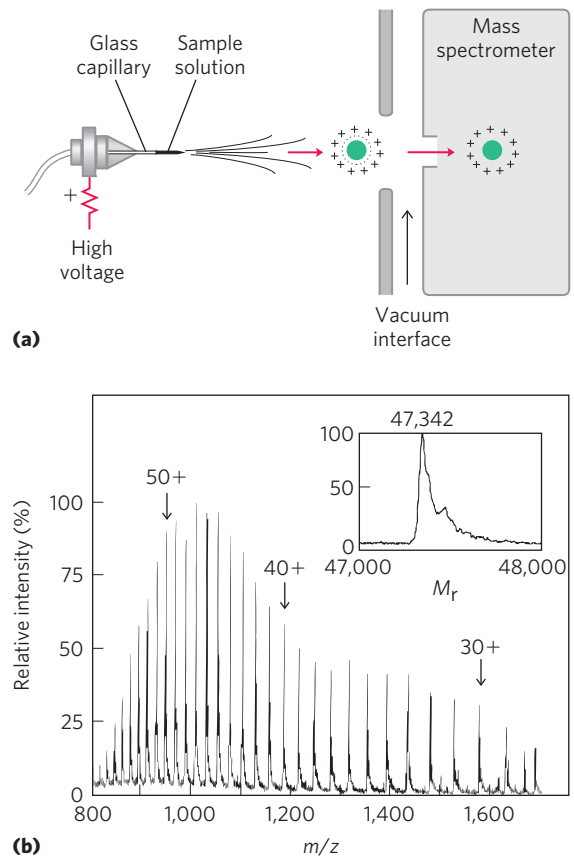 Glass
capillary
Sample
solution
Mass
spectrometer
+ + + + + + + + + + + +
+ + + + + + + + + + + +
+
High
voltage
Vacuum
interface
(a)
Relative intensity (%)
100
75
50
25
0
50+
40+
30+
47,342
100
50
0
47,000
48,000
Mr
800
1,000
1,200
1,400
1,600
m/z
(b)